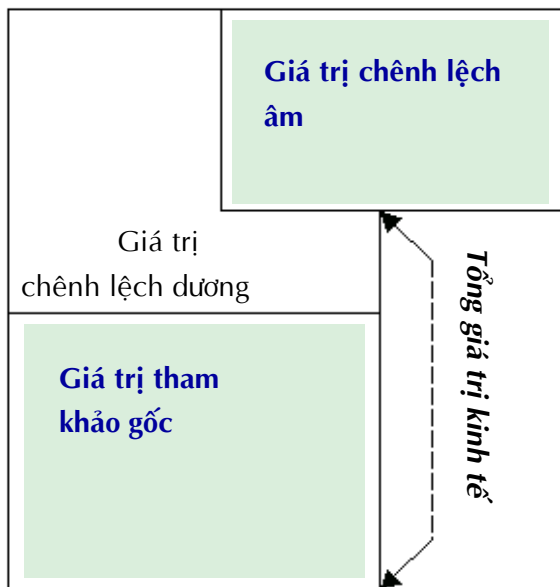 Giá trị chênh lệch
âm
Giá trị
chênh lệch dương
Tổng giá trị kinh tế
Giá trị tham
khảo gốc